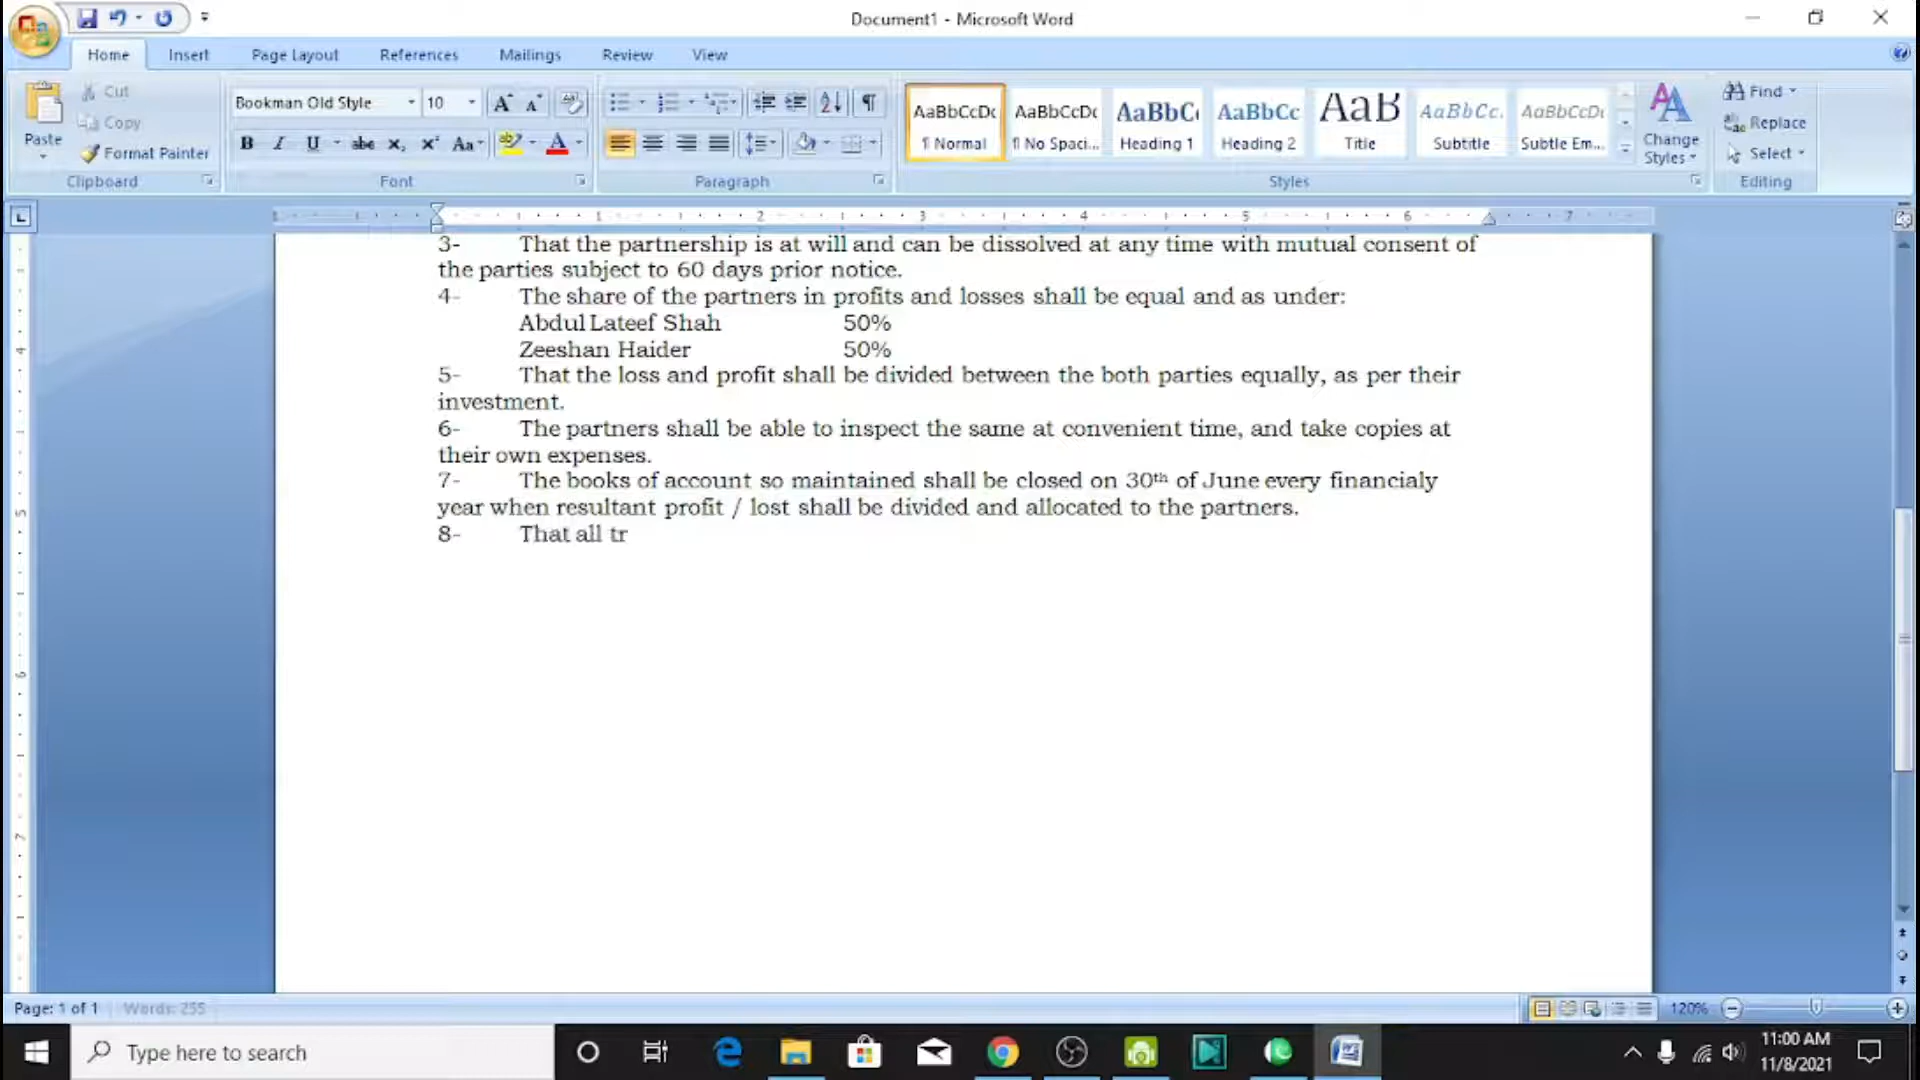 Document1 - Microsoft Word
Home Insert Page Layout References Mailings Review View
Paste
Cut
Copy
Format Painter
Clipboard
Bookman Old Style 10
Font
Paragraph
AaBbCcDc AaBbCcDc AaBbC AaBbCc AaB AaBbCc. AaBbCcDi
¶ Normal ¶ No Spaci... Heading 1 Heading 2 Title Subtitle Subtle Em...
Change Styles
Styles
Find
Replace
Select
Editing
1 2 3 4 5 6 7
3- That the partnership is at will and can be dissolved at any time with mutual consent of
the parties subject to 60 days prior notice.
4- The share of the partners in profits and losses shall be equal and as under:
Abdul Lateef Shah 50%
Zeeshan Haider 50%
5- That the loss and profit shall be divided between the both parties equally, as per their
investment.
6- The partners shall be able to inspect the same at convenient time, and take copies at
their own expenses.
7- The books of account so maintained shall be closed on 30th of June every financialy
year when resultant profit / lost shall be divided and allocated to the partners.
8- That all tr
Page: 1 of 1 Words: 255
120%
Type here to search
11:00 AM
11/8/2021